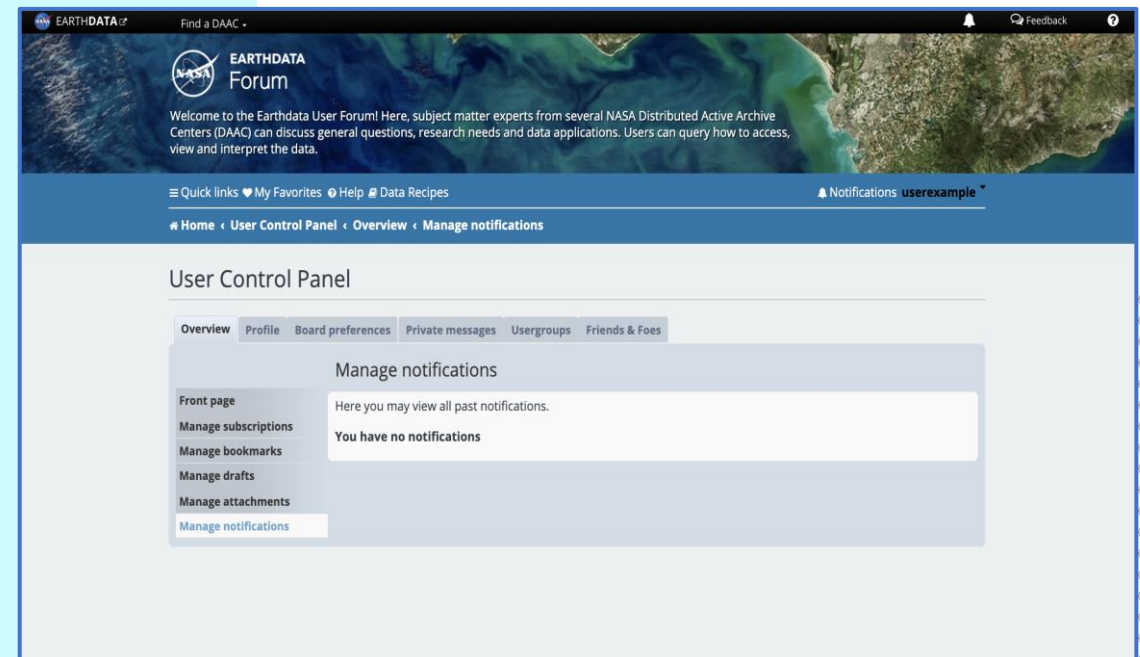 EARTHDATA Find a DAAC Feedback ?
NASA
EARTHDATA
Forum
Welcome to the Earthdata User Forum! Here, subject matter experts from several NASA Distributed Active Archive
Centers (DAAC) can discuss general questions, research needs and data applications. Users can query how to access,
view and interpret the data.
Quick links My Favorites Help Data Recipes Notifications userexample
Home ‹ User Control Panel ‹ Overview ‹ Manage notifications
User Control Panel
Overview Profile Board preferences Private messages Usergroups Friends & Foes
Manage notifications
Front page
Manage subscriptions
Manage bookmarks
Manage drafts
Manage attachments
Manage notifications
Here you may view all past notifications.
You have no notifications